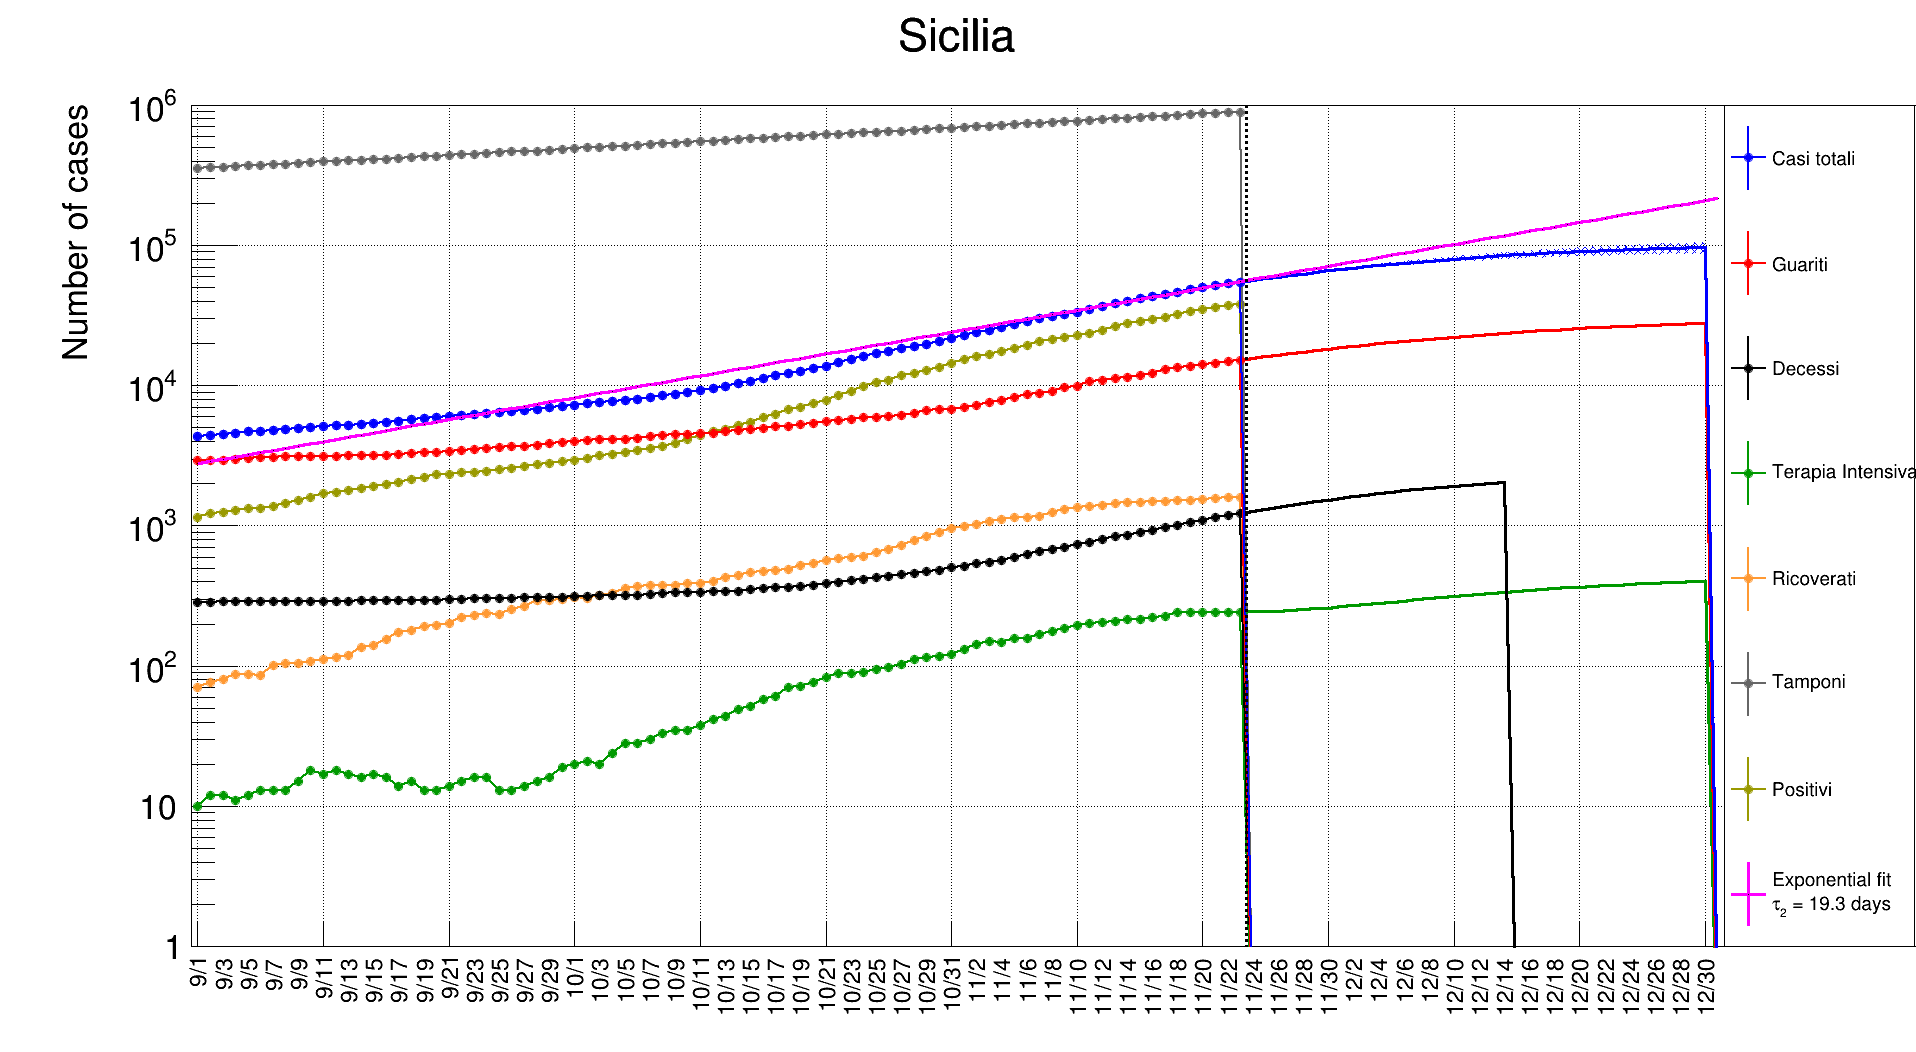 Sicilia
Number of cases
10^6
10^5
10^4
10^3
10^2
10
1
9/1 9/3 9/5 9/7 9/9 9/11 9/13 9/15 9/17 9/19 9/21 9/23 9/25 9/27 9/29 10/1 10/3 10/5 10/7 10/9 10/11 10/13 10/15 10/17 10/19 10/21 10/23 10/25 10/27 10/29 10/31 11/2 11/4 11/6 11/8 11/10 11/12 11/14 11/16 11/18 11/20 11/22 11/24 11/26 11/28 11/30 12/2 12/4 12/6 12/8 12/10 12/12 12/14 12/16 12/18 12/20 12/22 12/24 12/26 12/28 12/30
Casi totali
Guariti
Decessi
Terapia Intensiva
Ricoverati
Tamponi
Positivi
Exponential fit
τ₂ = 19.3 days